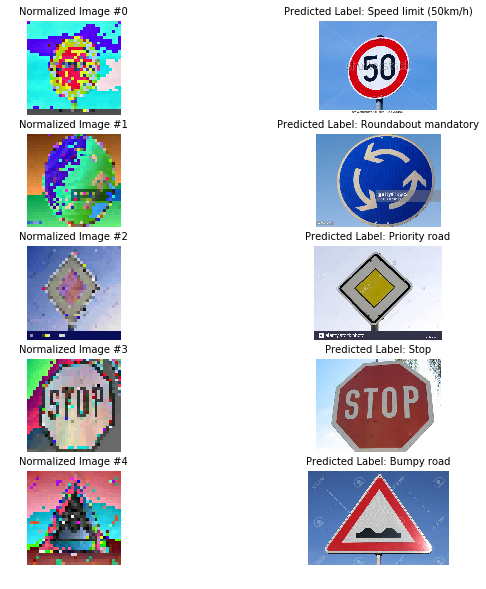 Normalized Image #0
Predicted Label: Speed limit (50km/h)
50
Normalized Image #1
Predicted Label: Roundabout mandatory
Normalized Image #2
Predicted Label: Priority road
Normalized Image #3
Predicted Label: Stop
STOP
STOP
Normalized Image #4
Predicted Label: Bumpy road